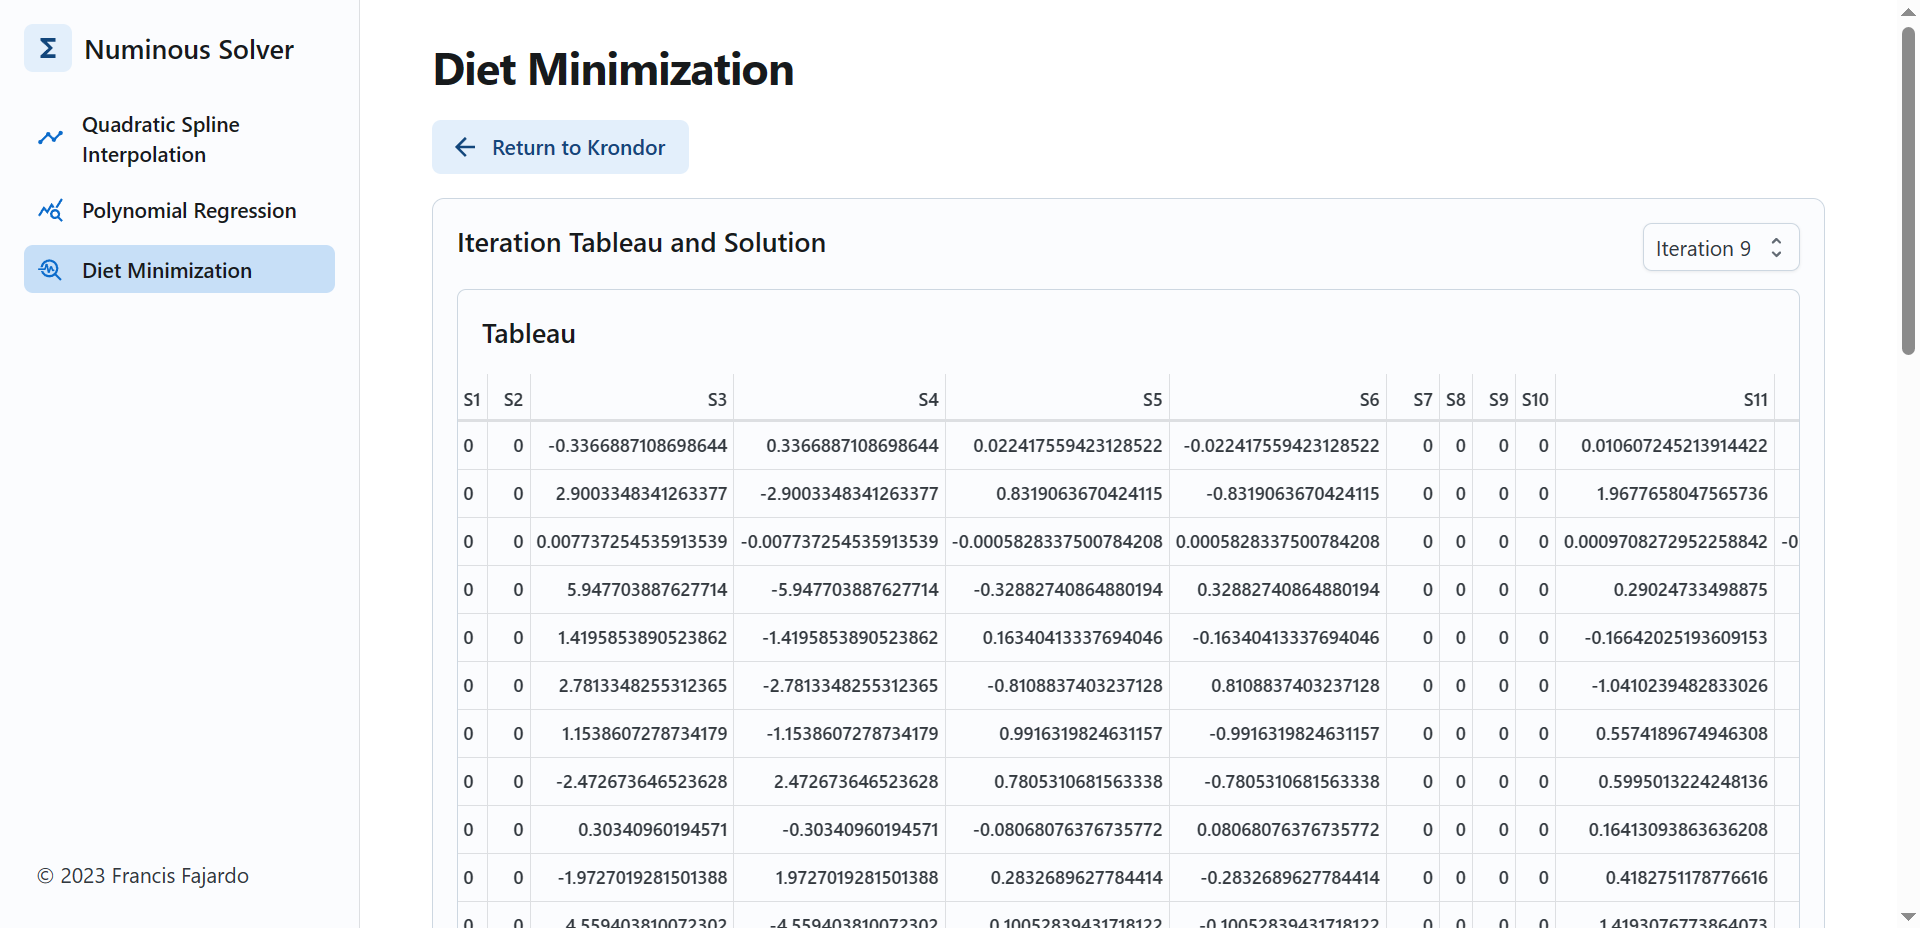 Σ Numinous Solver
Quadratic Spline
Interpolation
Polynomial Regression
Diet Minimization
© 2023 Francis Fajardo
Diet Minimization
Return to Krondor
Iteration Tableau and Solution
Iteration 9
Tableau
S1 S2 S3 S4 S5 S6 S7 S8 S9 S10 S11
0 0 -0.3366887108698644 0.3366887108698644 0.022417559423128522 -0.022417559423128522 0 0 0 0 0.010607245213914422
0 0 2.9003348341263377 -2.9003348341263377 0.8319063670424115 -0.8319063670424115 0 0 0 0 1.9677658047565736
0 0 0.007737254535913539 -0.007737254535913539 -0.0005828337500784208 0.0005828337500784208 0 0 0 0 0.0009708272952258842 -0
0 0 5.947703887627714 -5.947703887627714 -0.32882740864880194 0.32882740864880194 0 0 0 0 0.29024733498875
0 0 1.4195853890523862 -1.4195853890523862 0.16340413337694046 -0.16340413337694046 0 0 0 0 -0.16642025193609153
0 0 2.7813348255312365 -2.7813348255312365 -0.8108837403237128 0.8108837403237128 0 0 0 0 -1.0410239482833026
0 0 1.1538607278734179 -1.1538607278734179 0.9916319824631157 -0.9916319824631157 0 0 0 0 0.5574189674946308
0 0 -2.472673646523628 2.472673646523628 0.7805310681563338 -0.7805310681563338 0 0 0 0 0.5995013224248136
0 0 0.30340960194571 -0.30340960194571 -0.08068076376735772 0.08068076376735772 0 0 0 0 0.16413093863636208
0 0 -1.9727019281501388 1.9727019281501388 0.2832689627784414 -0.2832689627784414 0 0 0 0 0.4182751178776616
0 0 4.559403810072302 -4.559403810072302 0.10052839431718122 -0.10052839431718122 0 0 0 0 1.4193076773864073